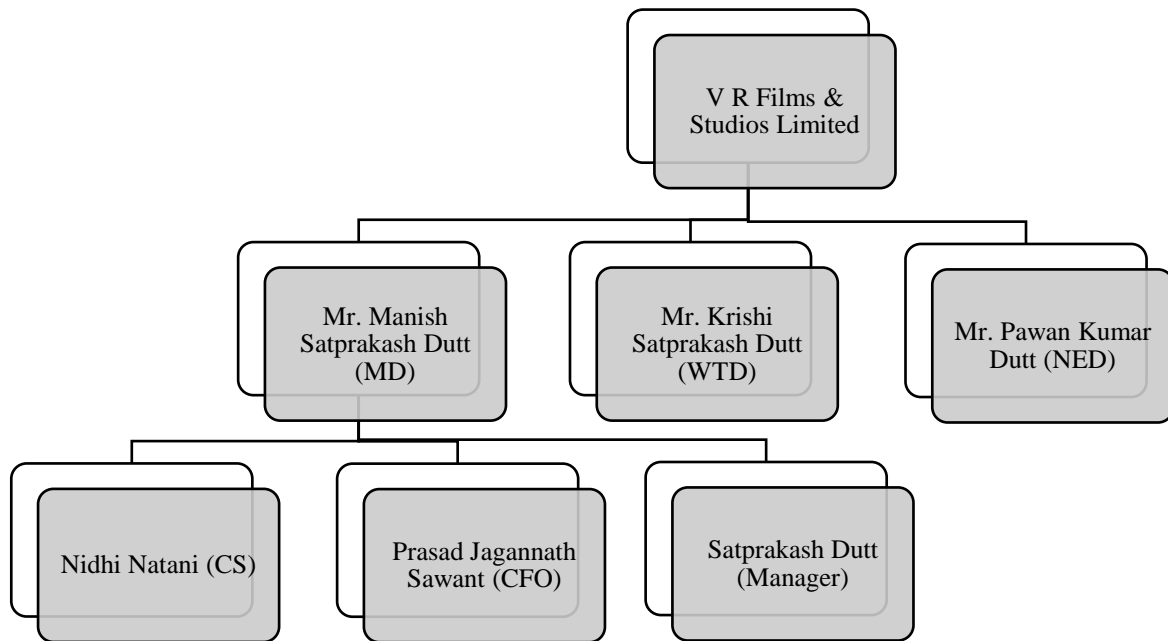 V R Films &
Studios Limited
Mr. Manish
Satprakash Dutt
(MD)
Mr. Krishi
Satprakash Dutt
(WTD)
Mr. Pawan Kumar
Dutt (NED)
Nidhi Natani (CS)
Prasad Jagannath
Sawant (CFO)
Satprakash Dutt
(Manager)